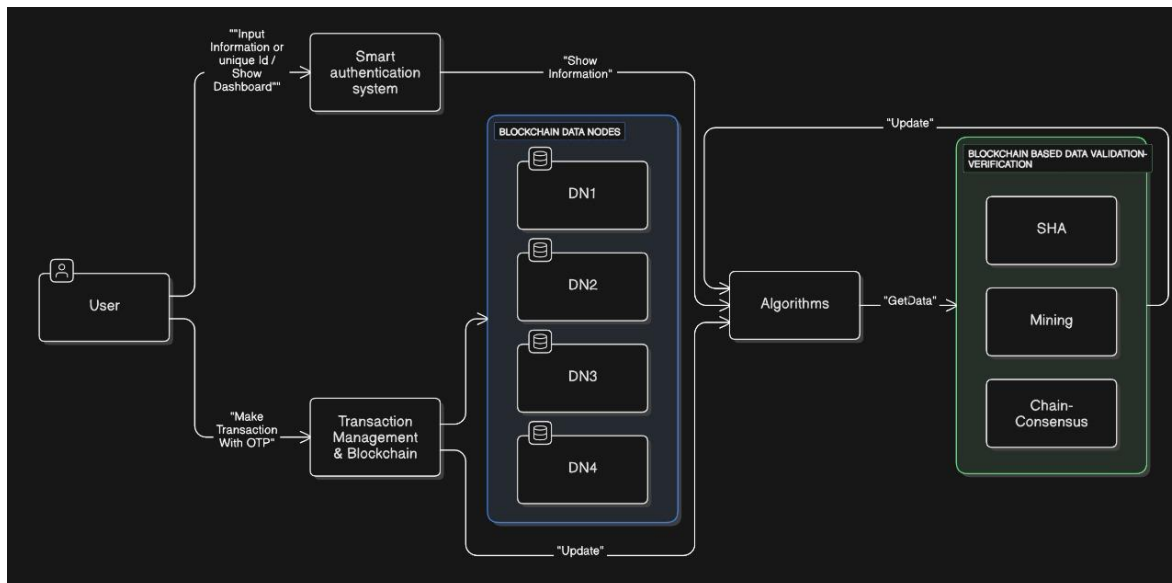 ""Input
Information or
unique Id /
Show
Dashboard""
Smart
authentication
system
"Show
Information"
BLOCKCHAIN DATA NODES
DN1
DN2
DN3
DN4
User
"Make
Transaction
With OTP"
Transaction
Management
& Blockchain
"Update"
Algorithms
"GetData"
"Update"
BLOCKCHAIN BASED DATA VALIDATION-
VERIFICATION
SHA
Mining
Chain-
Consensus